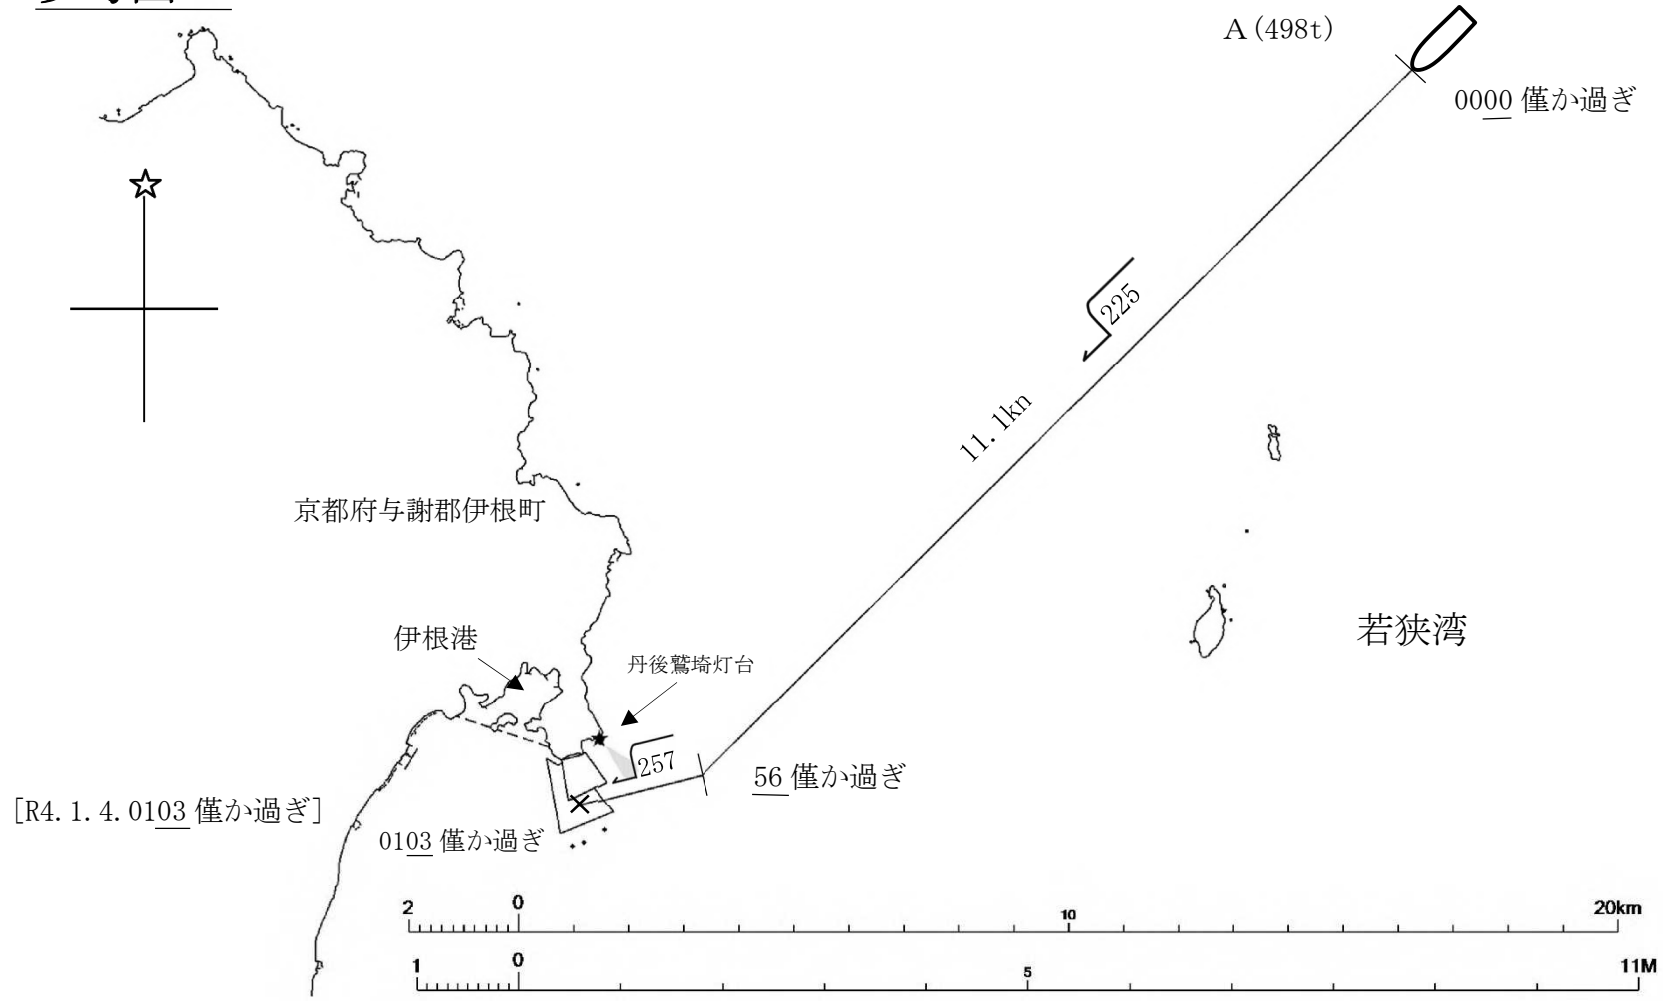 A(498t)
0000 僅か過ぎ
225
11.1kn
京都府与謝郡伊根町
若狭湾
伊根港
丹後鷲埼灯台
257
56 僅か過ぎ
[R4.1.4.0103 僅か過ぎ]
0103 僅か過ぎ
2 0 10 20km
1 0 5 11M